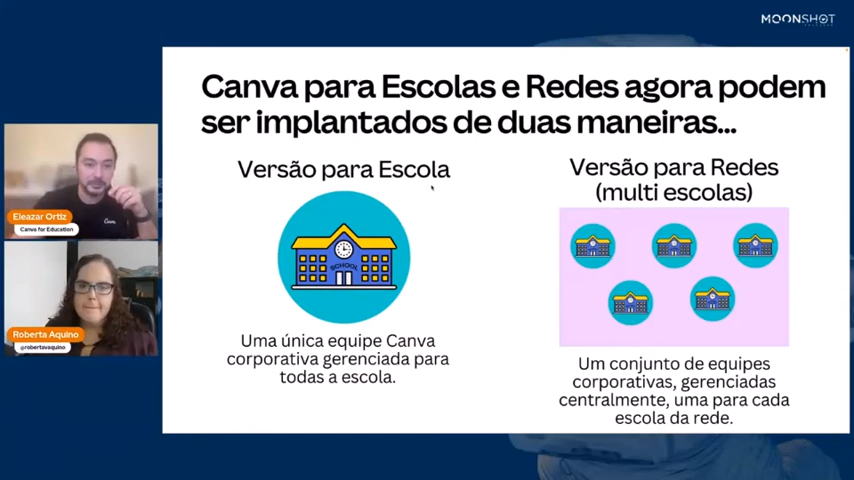 MOONSHOT
Canva para Escolas e Redes agora podem
ser implantados de duas maneiras...
Versão para Escola
SCHOOL
Uma única equipe Canva
corporativa gerenciada para
todas a escola.
Versão para Redes
(multi escolas)
Um conjunto de equipes
corporativas, gerenciadas
centralmente, uma para cada
escola da rede.
Canva
Eleazar Ortiz
Canva for Education
Roberta Aquino
@robertavaquino